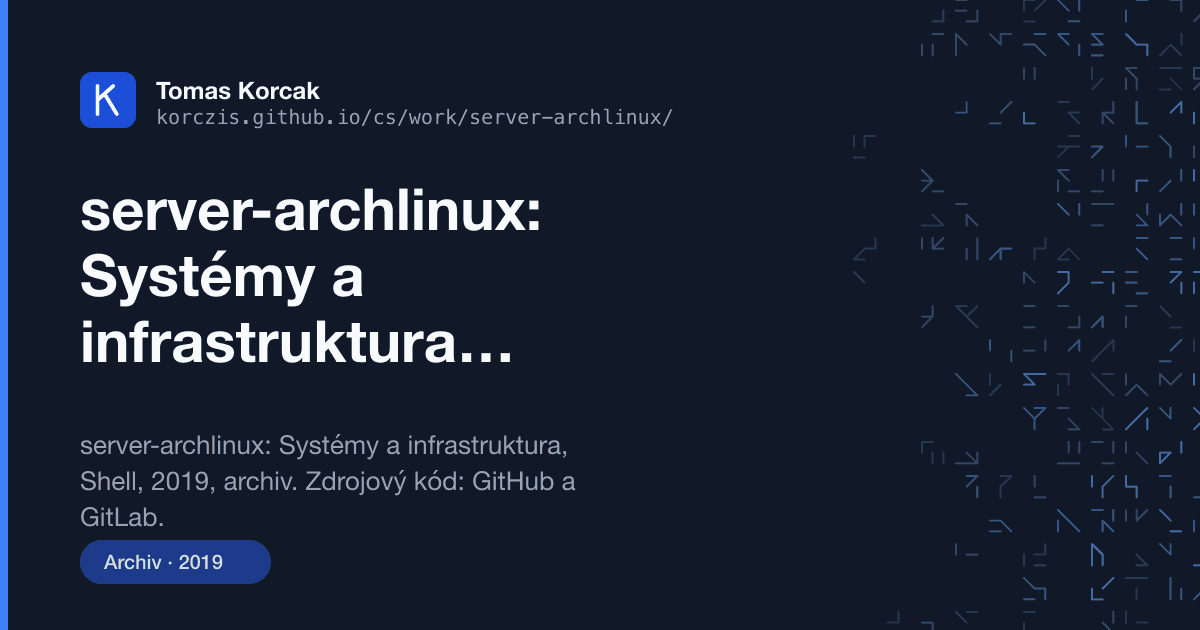 K
Tomas Korcak
korczis.github.io/cs/work/server-archlinux/
server-archlinux:
Systémy a
infrastruktura…
server-archlinux: Systémy a infrastruktura,
Shell, 2019, archiv. Zdrojový kód: GitHub a
GitLab.
Archiv · 2019